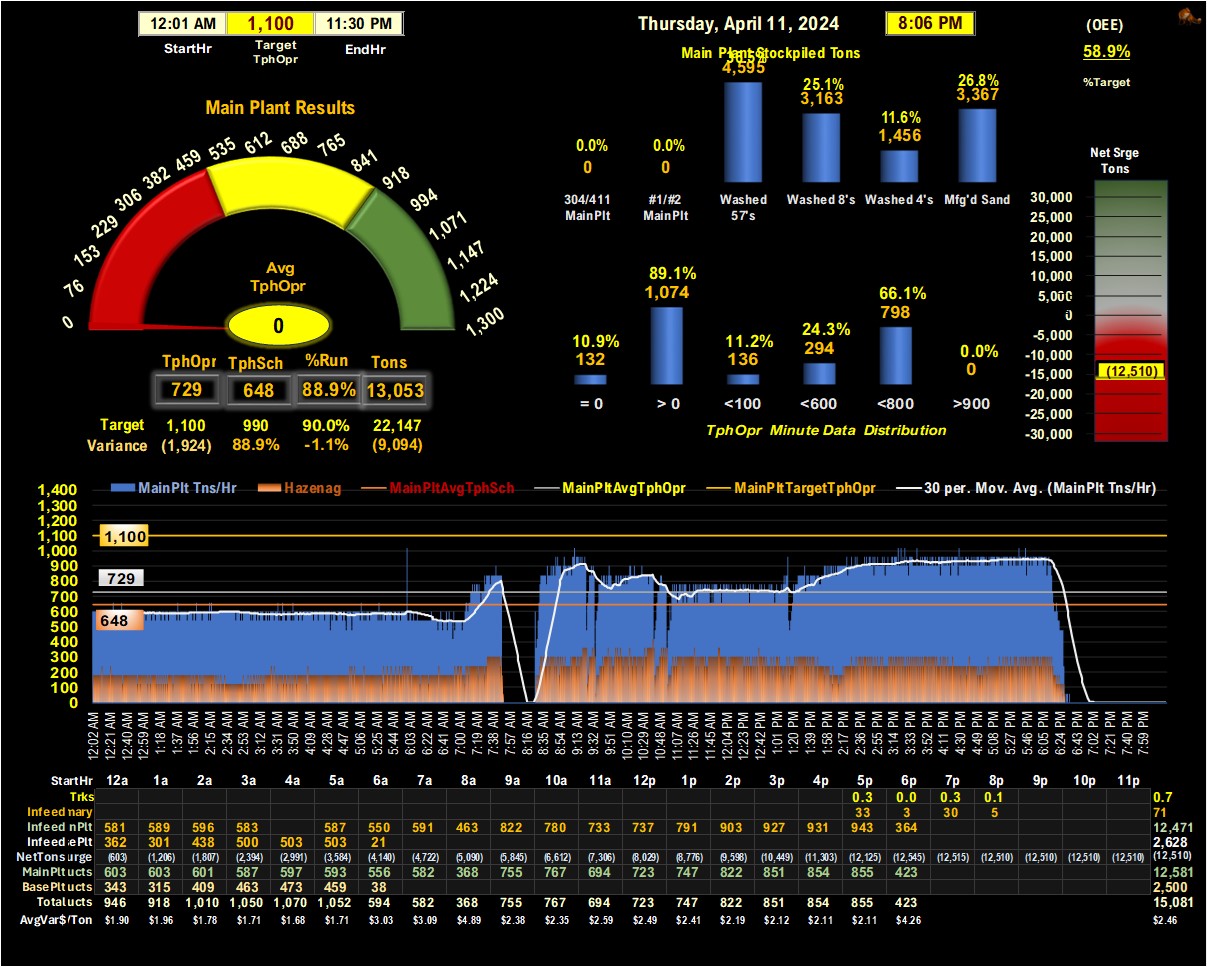 12:01 AM 1,100 11:30 PM
StartHr Target TphOpr EndHr
Thursday, April 11, 2024 8:06 PM
(OEE)
58.9%
%Target
Main Plant Stockpiled Tons
4,595
25.1%
3,163
11.6%
1,456
26.8%
3,367
0.0%
0
0.0%
0
304/411 MainPlt
#1/#2 MainPlt
Washed 57's
Washed 8's
Washed 4's
Mfg'd Sand
Main Plant Results
0
76
153
229
306
382
459
535
612
688
765
841
918
994
1,071
1,147
1,224
1,300
Avg
TphOpr
0
TphOpr TphSch %Run Tons
729 648 88.9% 13,053
Target 1,100 990 90.0% 22,147
Variance (1,924) 88.9% -1.1% (9,094)
10.9%
132
89.1%
1,074
11.2%
136
24.3%
294
66.1%
798
0.0%
0
= 0 > 0 <100 <600 <800 >900
TphOpr Minute Data Distribution
Net Srge
Tons
30,000
25,000
20,000
15,000
10,000
5,000
0
-5,000
-10,000
-15,000
-20,000
-25,000
-30,000
(12,510)
MainPlt Tns/Hr Hazenag MainPltAvgTphSch MainPltAvgTphOpr MainPltTargetTphOpr 30 per. Mov. Avg. (MainPlt Tns/Hr)
1,400
1,300
1,200
1,100
1,000
900
800
700
600
500
400
300
200
100
0
1,100
729
648
12:02 AM 12:21 AM 12:40 AM 12:59 AM 1:18 AM 1:37 AM 1:56 AM 2:15 AM 2:34 AM 2:53 AM 3:12 AM 3:31 AM 3:50 AM 4:09 AM 4:28 AM 4:47 AM 5:06 AM 5:25 AM 5:44 AM 6:03 AM 6:22 AM 6:41 AM 7:00 AM 7:19 AM 7:38 AM 7:57 AM 8:16 AM 8:35 AM 8:54 AM 9:13 AM 9:32 AM 9:51 AM 10:10 AM 10:29 AM 10:48 AM 11:07 AM 11:26 AM 11:45 AM 12:04 PM 12:23 PM 12:42 PM 1:01 PM 1:20 PM 1:39 PM 1:58 PM 2:17 PM 2:36 PM 2:55 PM 3:14 PM 3:33 PM 3:52 PM 4:11 PM 4:30 PM 4:49 PM 5:08 PM 5:27 PM 5:46 PM 6:05 PM 6:24 PM 6:43 PM 7:02 PM 7:21 PM 7:40 PM 7:59 PM
StartHr 12a 1a 2a 3a 4a 5a 6a 7a 8a 9a 10a 11a 12p 1p 2p 3p 4p 5p 6p 7p 8p 9p 10p 11p
Trks 0.3 0.0 0.3 0.1 0.7
Infeed mary 33 3 30 5 71
Infeed nPlt 581 589 596 583 587 550 591 463 822 780 733 737 791 903 927 931 943 364 12,471
Infeed ePlt 362 301 438 500 503 503 21 2,628
NetTonsurge (603) (1,206) (1,807) (2,394) (2,991) (3,584) (4,140) (4,722) (5,090) (5,845) (6,612) (7,306) (8,029) (8,776) (9,598) (10,449) (11,303) (12,125) (12,545) (12,515) (12,510) (12,510) (12,510) (12,510) (12,510)
MainPlt ucts 603 603 601 587 597 593 556 582 368 755 767 694 723 747 822 851 854 855 423 12,581
BasePlt ucts 343 315 409 463 473 459 38 2,500
Total ucts 946 918 1,010 1,050 1,070 1,052 594 582 368 755 767 694 723 747 822 851 854 855 423 15,081
AvgVar$/Ton $1.90 $1.96 $1.78 $1.71 $1.68 $1.71 $3.03 $3.09 $4.89 $2.38 $2.35 $2.59 $2.49 $2.41 $2.19 $2.12 $2.11 $2.11 $4.26 $2.46